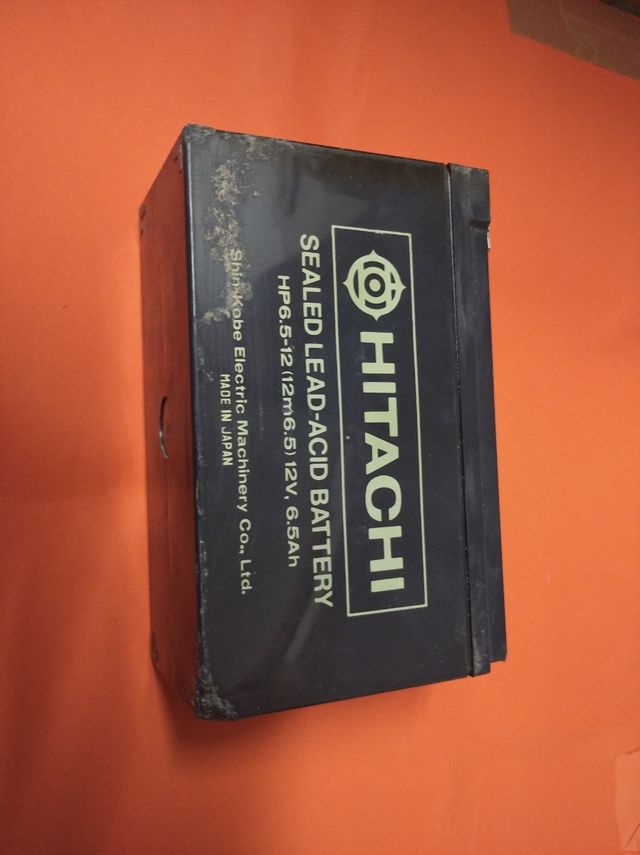 HITACHI
SEALED LEAD-ACID BATTERY
HP6.5-12 (12m6.5) 12V, 6.5Ah
Shin-Kobe Electric Machinery Co., Ltd.
MADE IN JAPAN